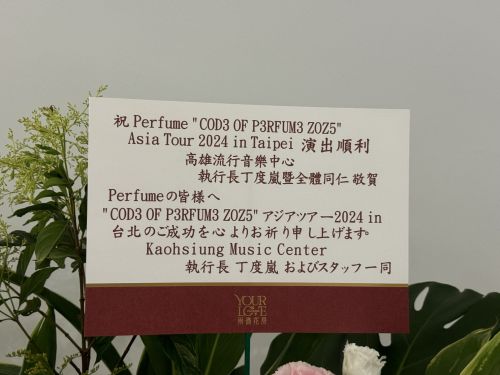 祝 Perfume "COD3 OF P3RFUM3 ZOZ5"
Asia Tour 2024 in Taipei 演出順利
高雄流行音樂中心
執行長丁度嵐暨全體同仁 敬賀
Perfumeの皆様へ
"COD3 OF P3RFUM3 ZOZ5" アジアツアー2024 in
台北のご成功を心よりお祈り申し上げます。
Kaohsiung Music Center
執行長 丁度嵐 およびスタッフ一同
YOUR
LOVE
雨漫花房